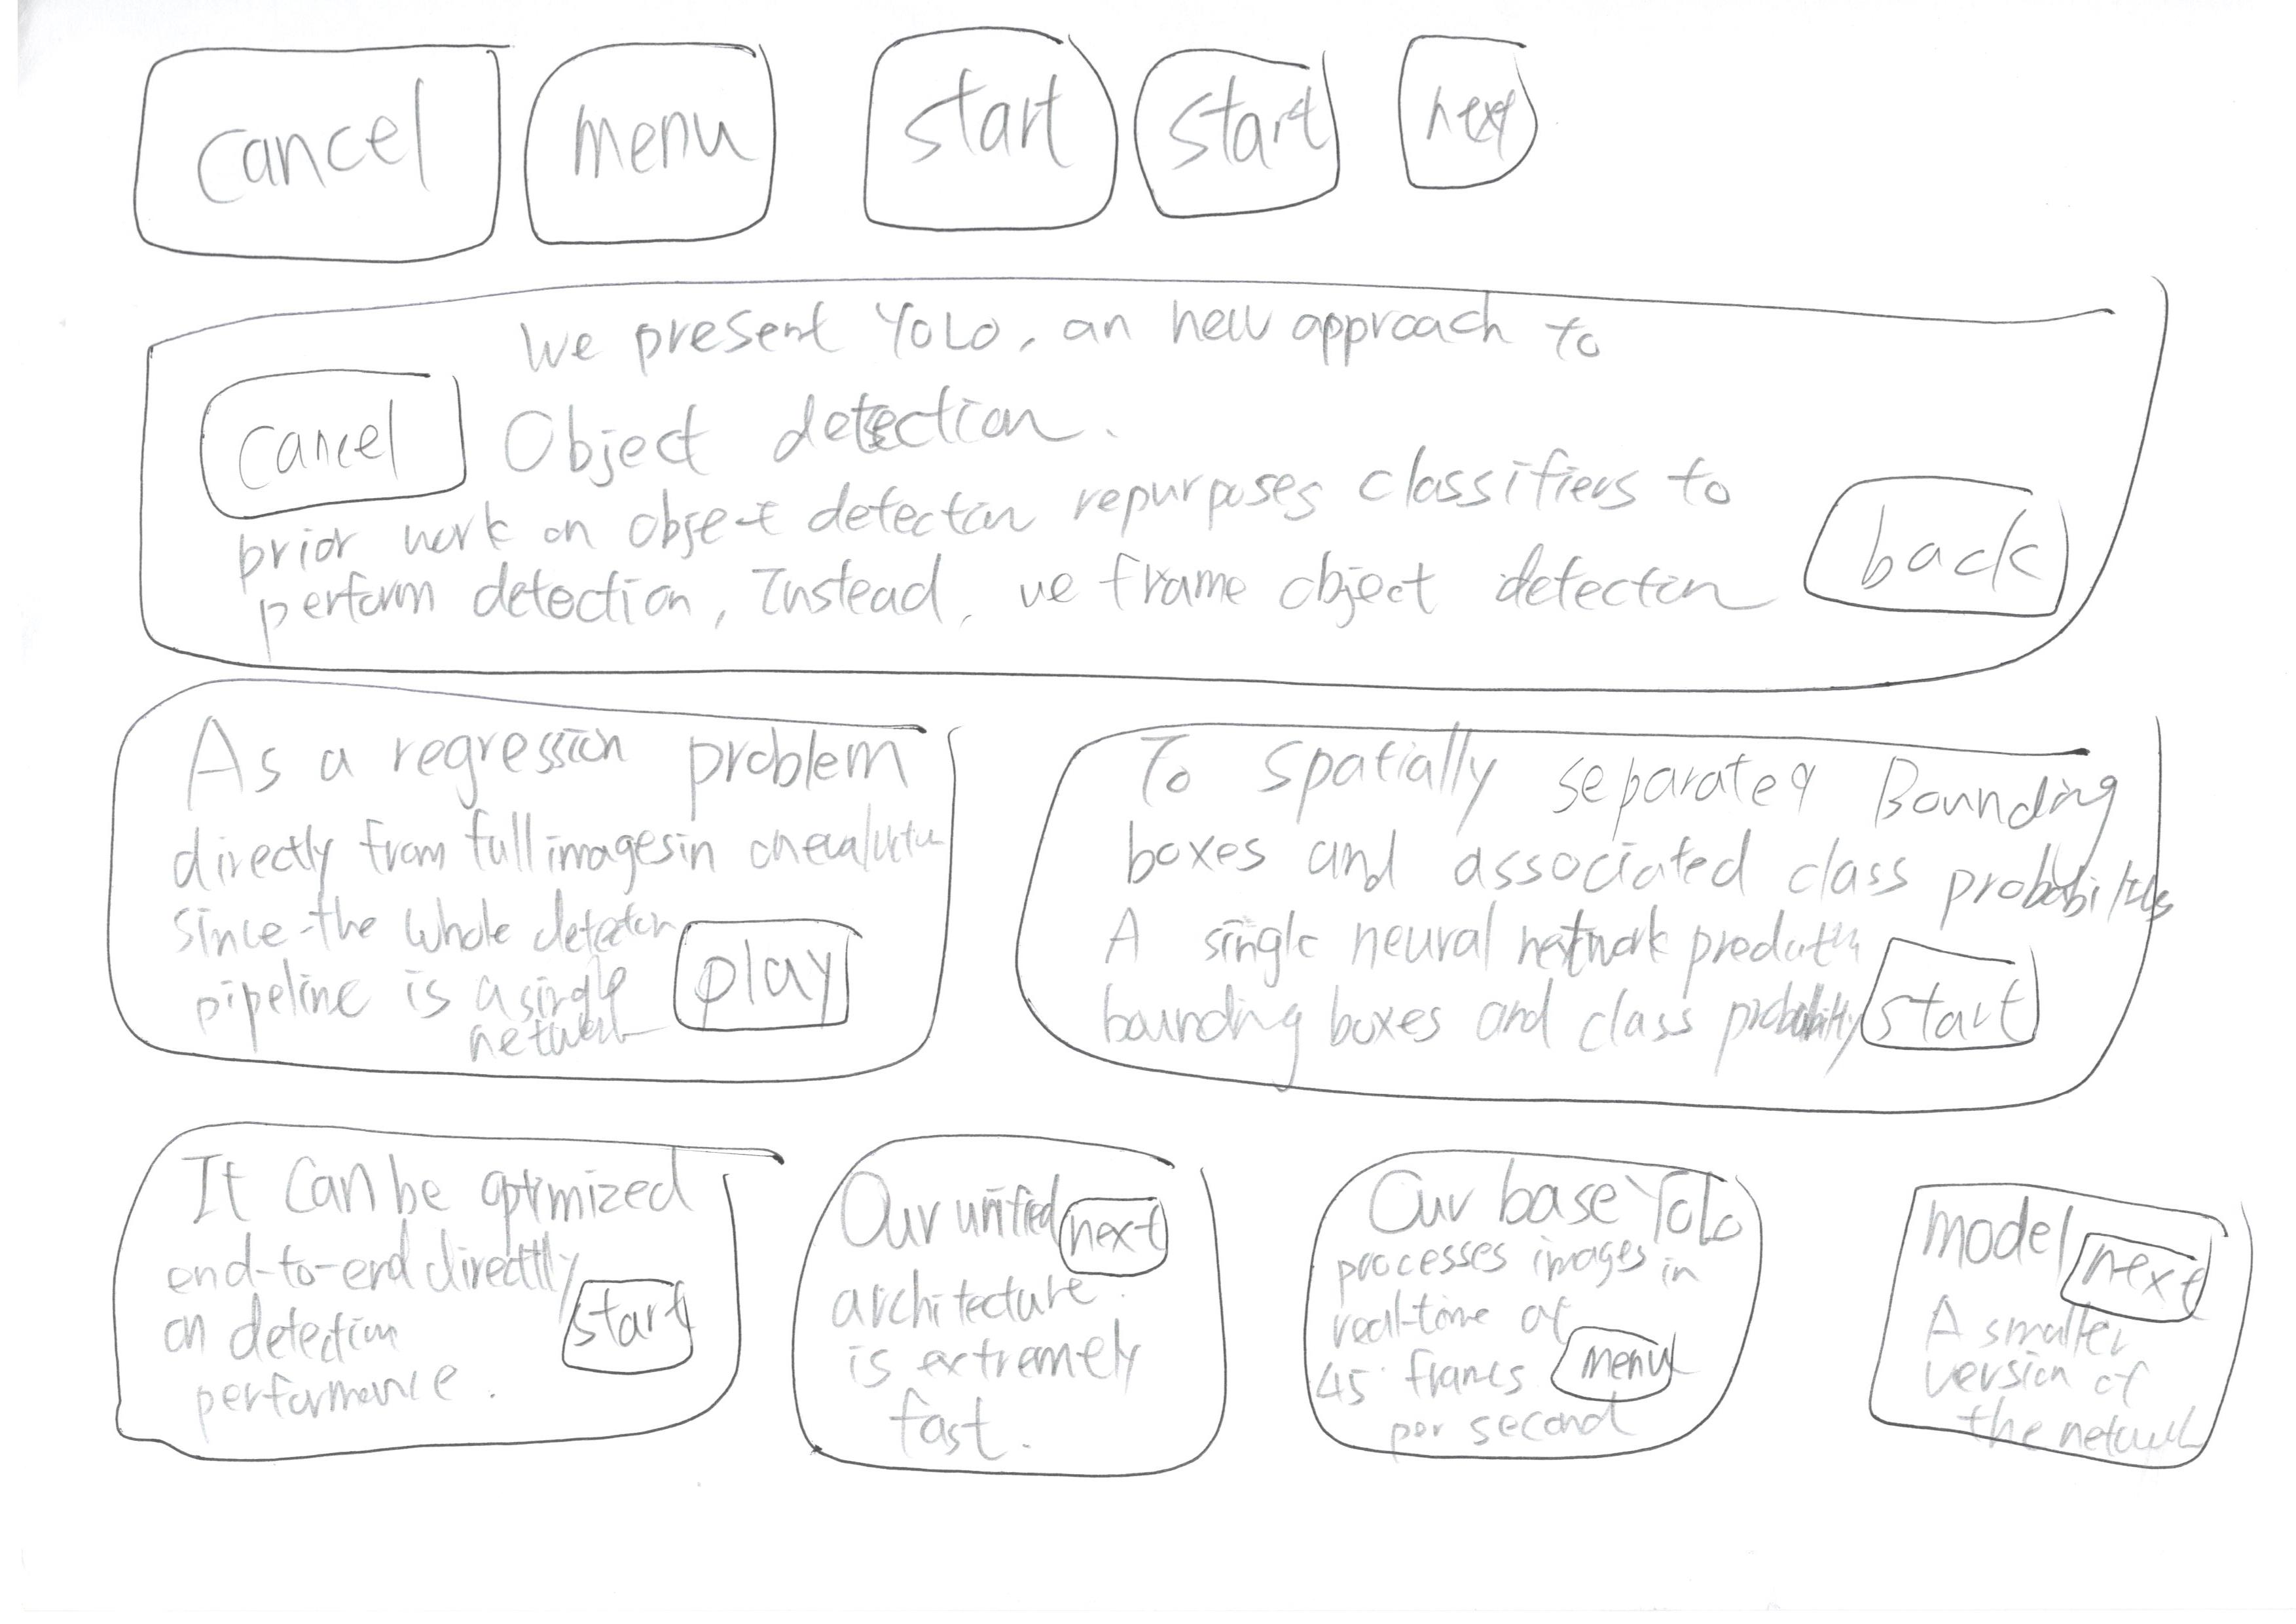 cancel menu start start next
We present YOLO, an new approach to
cancel Object detection.
prior work on object detection repurposes classifiers to
perform detection, Instead, we frame object detection back
As a regression problem
directly from full images in
since the whole detection
pipeline is a single play
network
To spatially separated Bounding
boxes and associated class probabilities
A single neural network
bounding boxes and class probability start
It can be optimized
end-to-end directly
on detection start
performance.
Our unified next
architecture.
is extremely
fast.
Our base YOLO
processes images in
real-time at
45 frames menu
per second
model next
A smaller
version of
the network